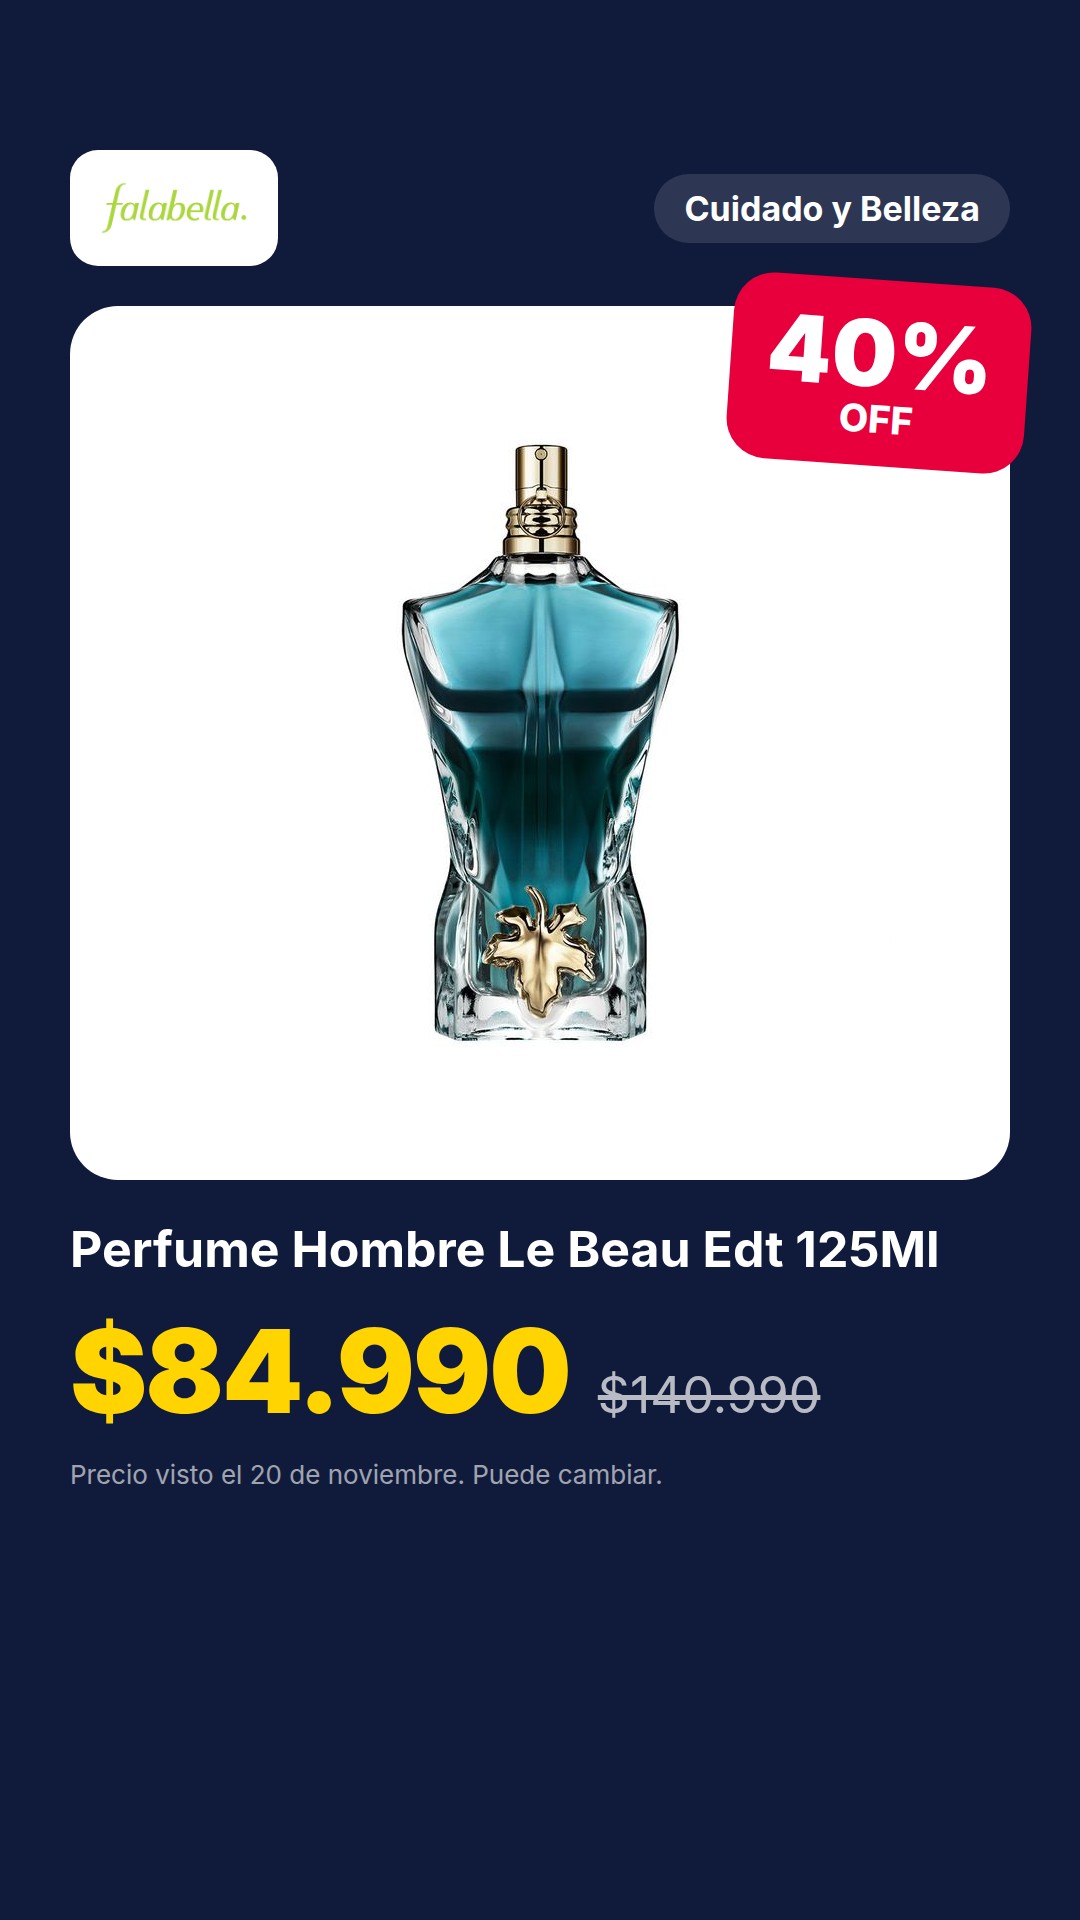 falabella.
Cuidado y Belleza
40%
OFF
Perfume Hombre Le Beau Edt 125Ml
$84.990 $140.990
Precio visto el 20 de noviembre. Puede cambiar.